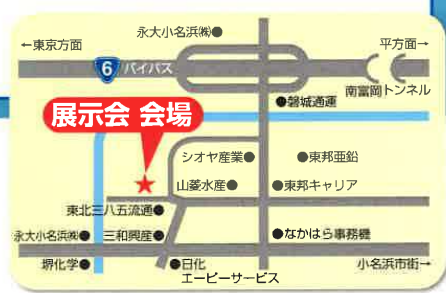 永大小名浜㈱●
←東京方面
平方面→
6 バイパス
南富岡トンネル
●磐城通運
展示会 会場
シオヤ産業●
●東邦亜鉛
山菱水産●
●東邦キャリア
東北三八五流通●
永大小名浜㈱●
三和興産●
●なかはら事務機
堺化学●
●日化
エービーサービス
小名浜市街→